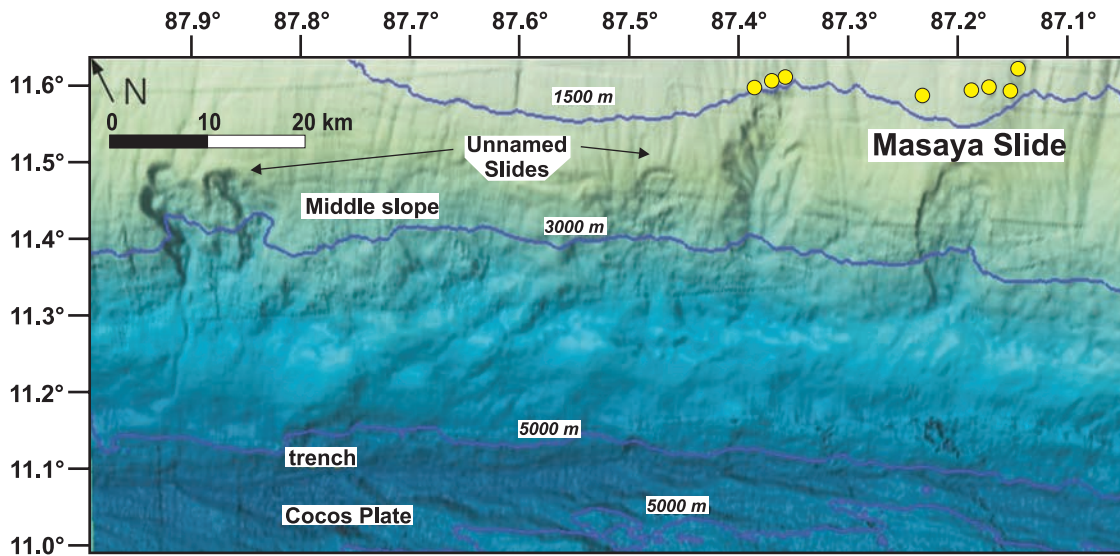 87.9° 87.8° 87.7° 87.6° 87.5° 87.4° 87.3° 87.2° 87.1°
11.6°
N
1500 m
0 10 20 km
Masaya Slide
Unnamed
Slides
11.5°
Middle slope
3000 m
11.4°
11.3°
11.2°
5000 m
trench
11.1°
5000 m
Cocos Plate
11.0°